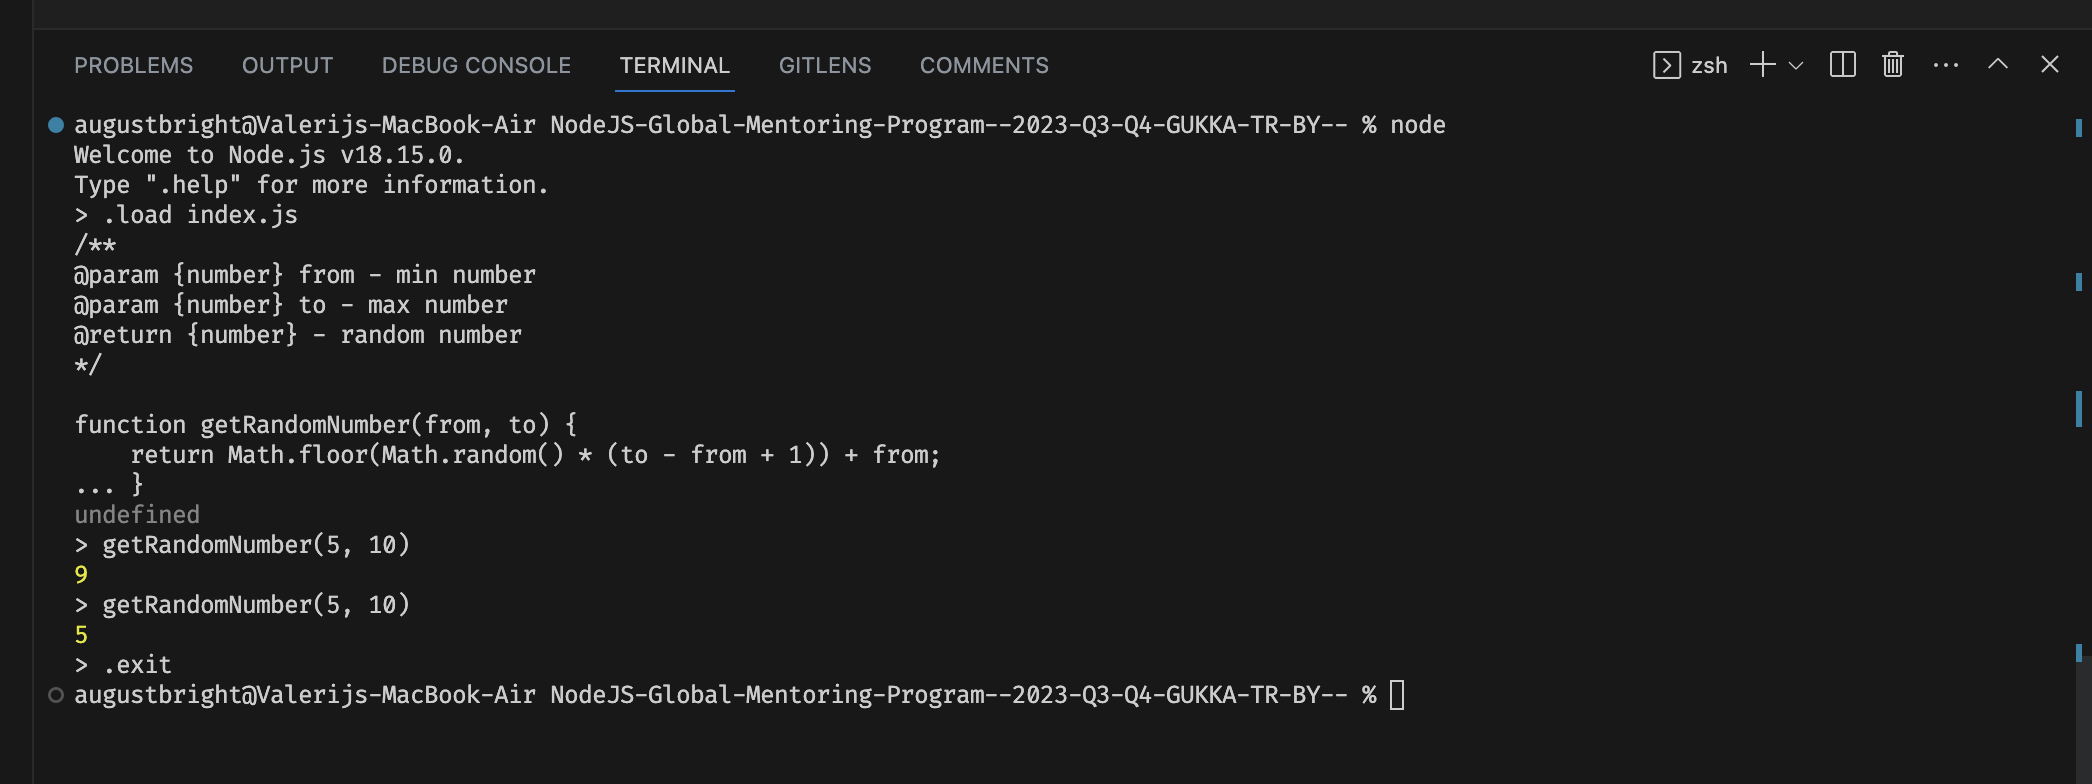 PROBLEMS OUTPUT DEBUG CONSOLE TERMINAL GITLENS COMMENTS zsh
augustbright@Valerijs-MacBook-Air NodeJS-Global-Mentoring-Program--2023-Q3-Q4-GUKKA-TR-BY-- % node
Welcome to Node.js v18.15.0.
Type ".help" for more information.
> .load index.js
/**
@param {number} from - min number
@param {number} to - max number
@return {number} - random number
*/

function getRandomNumber(from, to) {
    return Math.floor(Math.random() * (to - from + 1)) + from;
... }
undefined
> getRandomNumber(5, 10)
9
> getRandomNumber(5, 10)
5
> .exit
augustbright@Valerijs-MacBook-Air NodeJS-Global-Mentoring-Program--2023-Q3-Q4-GUKKA-TR-BY-- %